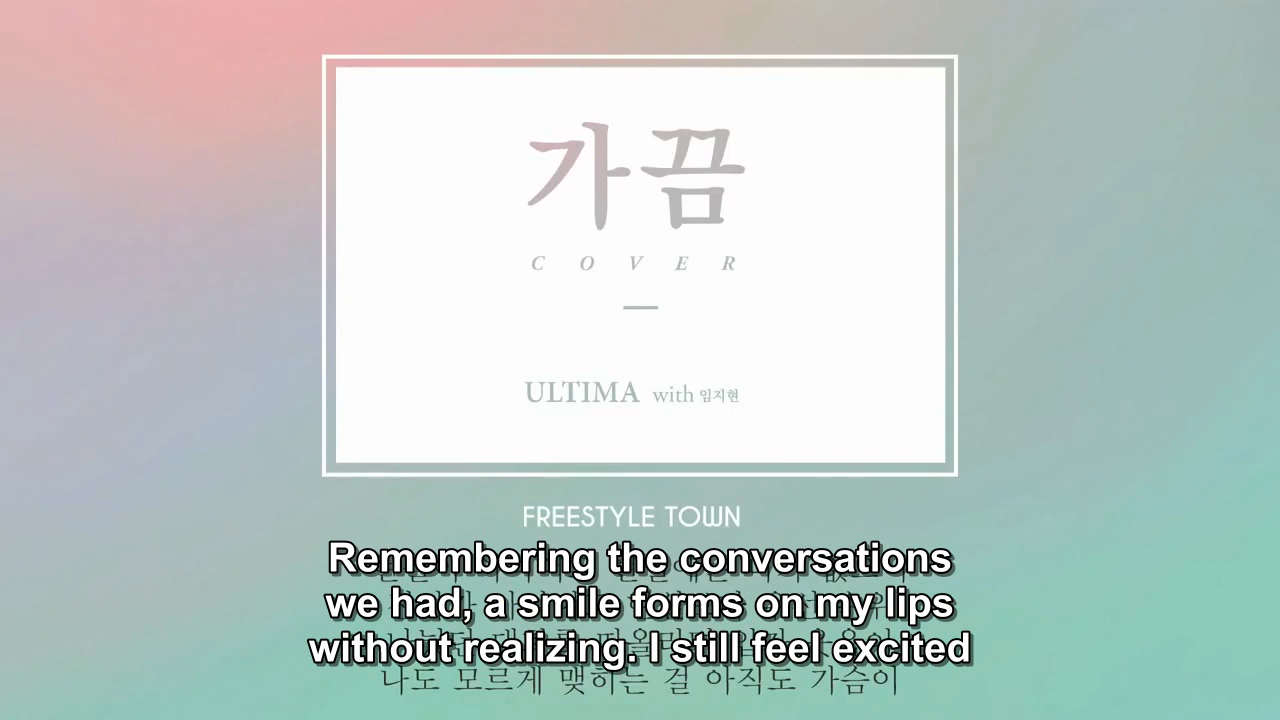 가끔
COVER
ULTIMA with 임지현
FREESTYLE TOWN
Remembering the conversations
we had, a smile forms on my lips
without realizing. I still feel excited
나도 모르게 맺히는 걸 아직도 가슴이